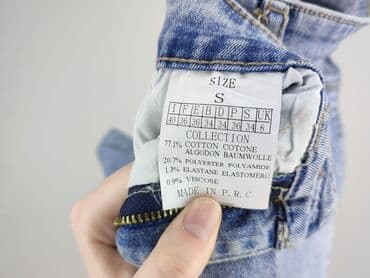 SIZE
S
I F E B D P S UK
40 36 36 34 34 36 34 8
COLLECTION
77.1% COTTON COTONE
ALGODON BAUMWOLLE
20.7% POLYESTER POLYAMIDE
1.3% ELASTANE ELASTOMERO
0.9% VISCOSE
MADE IN P.R.C